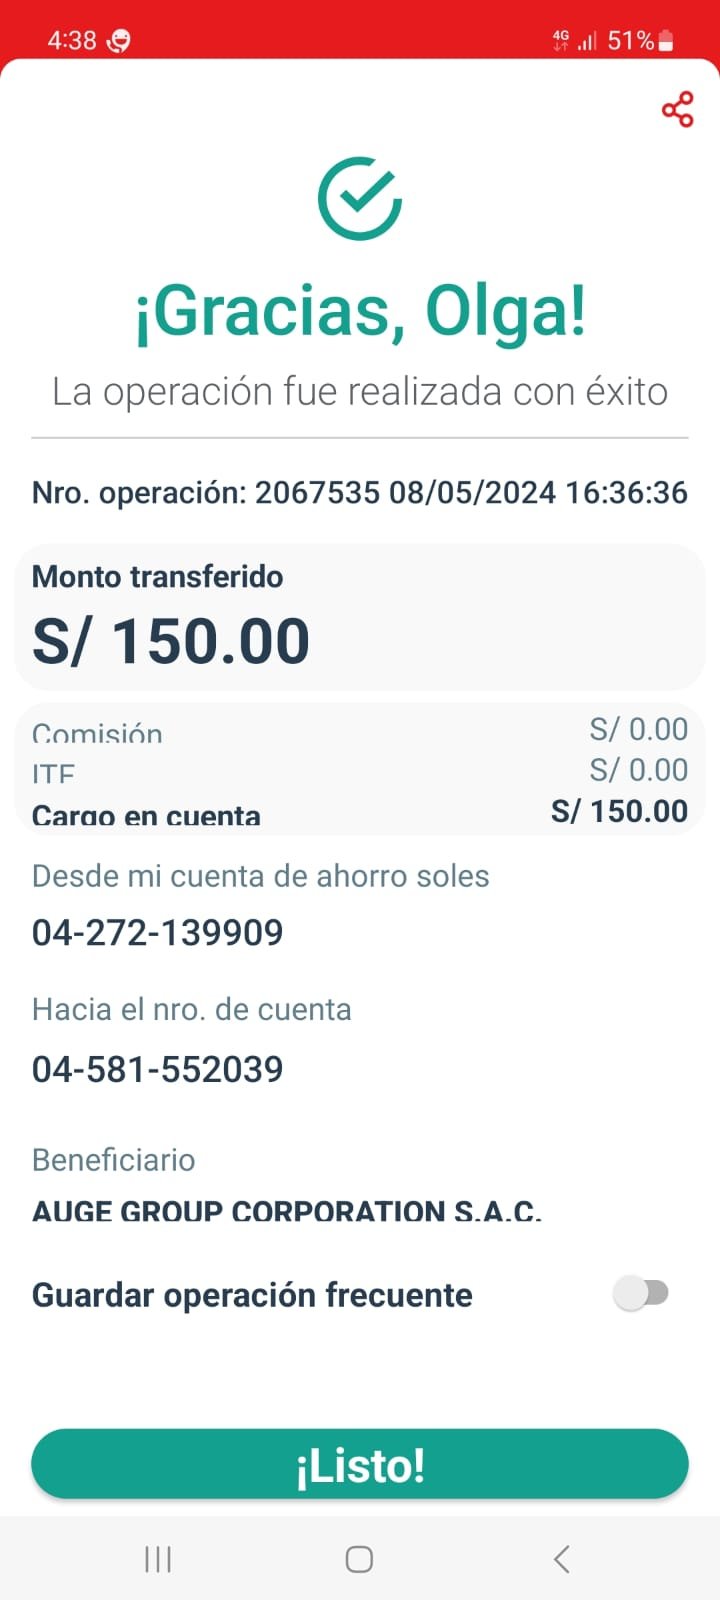 4:38
4G 51%
¡Gracias, Olga!
La operación fue realizada con éxito
Nro. operación: 2067535 08/05/2024 16:36:36
Monto transferido
S/ 150.00
Comisión S/ 0.00
ITF S/ 0.00
Cargo en cuenta S/ 150.00
Desde mi cuenta de ahorro soles
04-272-139909
Hacia el nro. de cuenta
04-581-552039
Beneficiario
AUGE GROUP CORPORATION S.A.C.
Guardar operación frecuente
¡Listo!